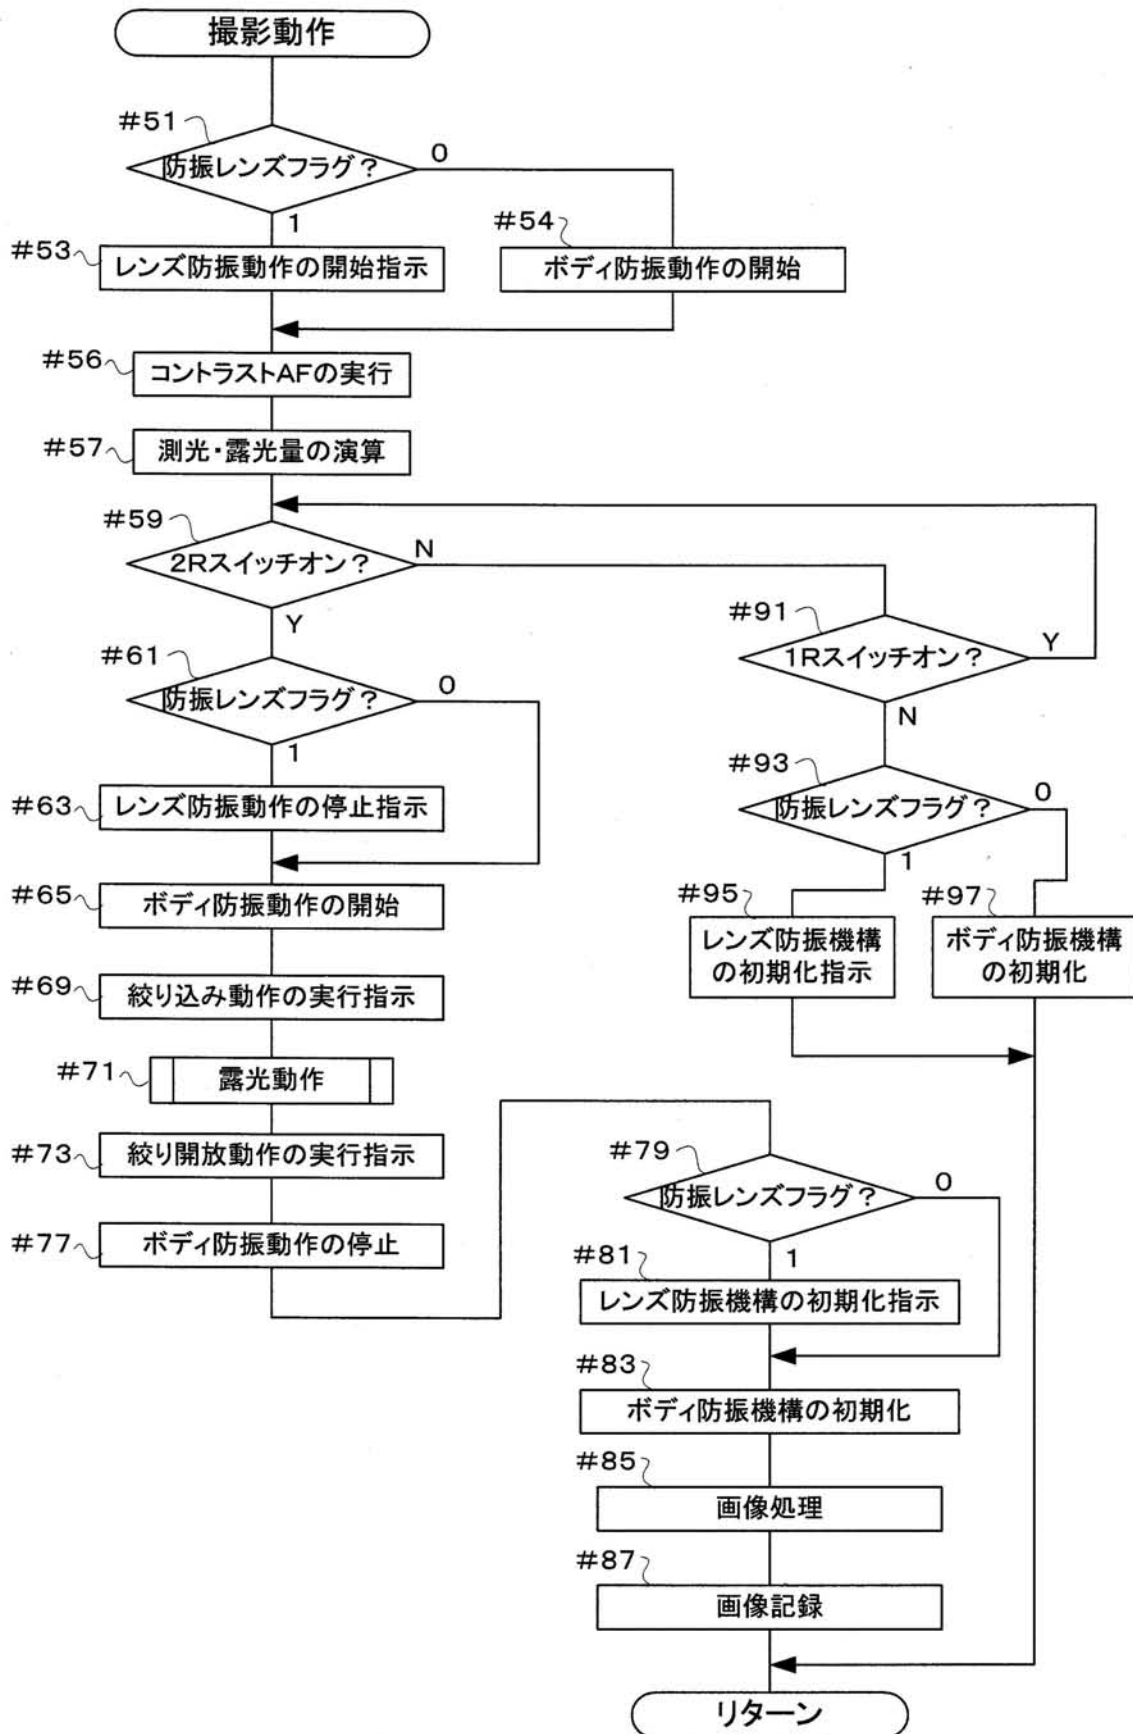 撮影動作
#51
防振レンズフラグ?
0
1
#53
レンズ防振動作の開始指示
#54
ボディ防振動作の開始
#56
コントラストAFの実行
#57
測光・露光量の演算
#59
2Rスイッチオン?
N
Y
#61
防振レンズフラグ?
0
1
#63
レンズ防振動作の停止指示
#65
ボディ防振動作の開始
#69
絞り込み動作の実行指示
#71
露光動作
#73
絞り開放動作の実行指示
#77
ボディ防振動作の停止
#91
1Rスイッチオン?
Y
N
#93
防振レンズフラグ?
0
1
#95
レンズ防振機構
の初期化指示
#97
ボディ防振機構
の初期化
#79
防振レンズフラグ?
0
1
#81
レンズ防振機構の初期化指示
#83
ボディ防振機構の初期化
#85
画像処理
#87
画像記録
リターン